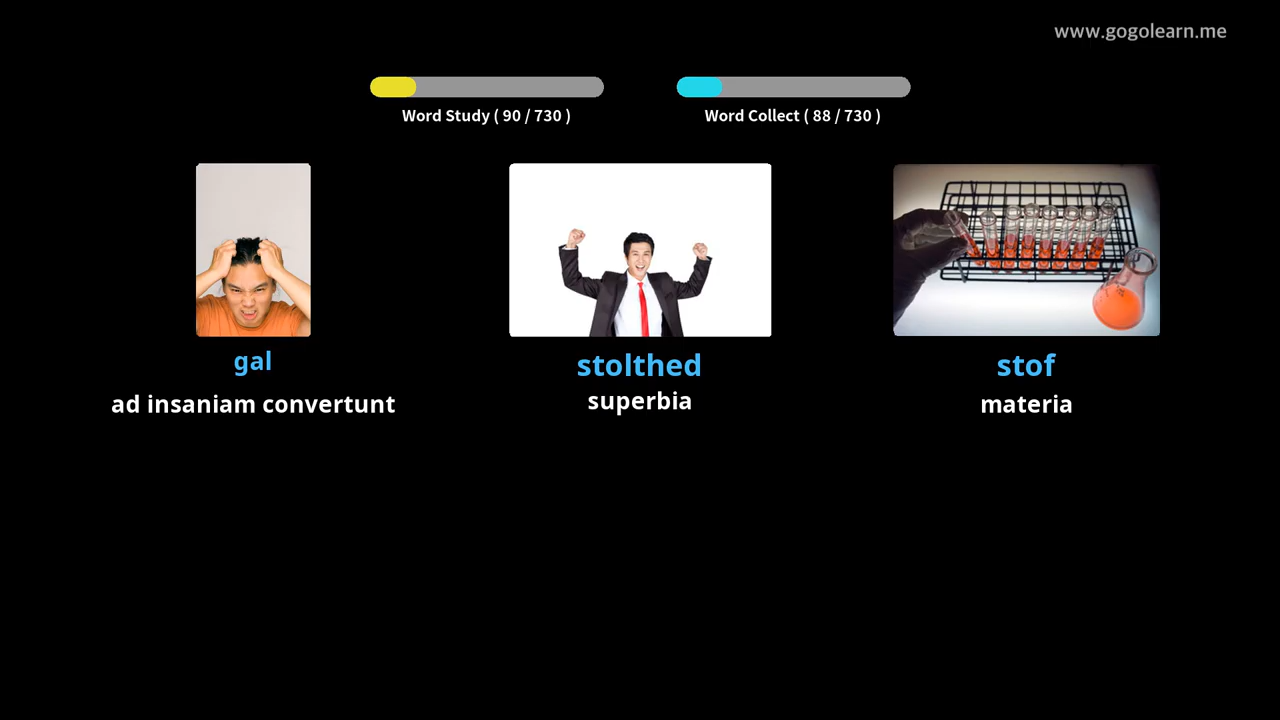 www.gogolearn.me
Word Study ( 90 / 730 )
Word Collect ( 88 / 730 )
gal
stolthed
stof
ad insaniam convertunt
superbia
materia